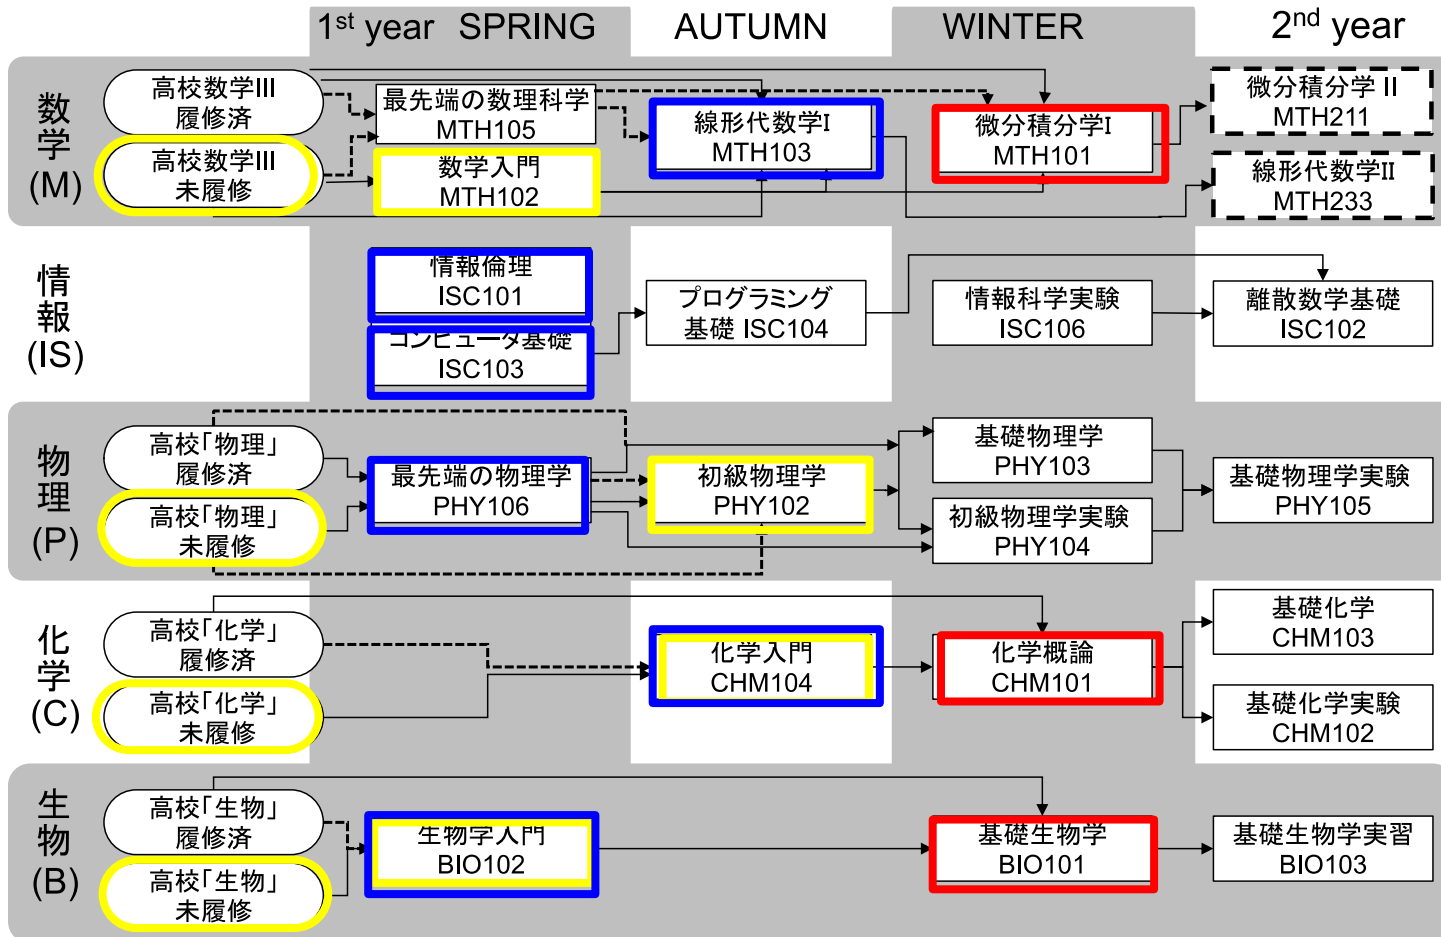 1st year SPRING AUTUMN WINTER 2nd year
数学(M)
高校数学III
履修済
高校数学III
未履修
最先端の数理科学
MTH105
数学入門
MTH102
線形代数学I
MTH103
微分積分学I
MTH101
微分積分学 II
MTH211
線形代数学II
MTH233
情報(IS)
情報倫理
ISC101
コンピュータ基礎
ISC103
プログラミング
基礎 ISC104
情報科学実験
ISC106
離散数学基礎
ISC102
物理(P)
高校「物理」
履修済
高校「物理」
未履修
最先端の物理学
PHY106
初級物理学
PHY102
基礎物理学
PHY103
初級物理学実験
PHY104
基礎物理学実験
PHY105
化学(C)
高校「化学」
履修済
高校「化学」
未履修
化学入門
CHM104
化学概論
CHM101
基礎化学
CHM103
基礎化学実験
CHM102
生物(B)
高校「生物」
履修済
高校「生物」
未履修
生物学入門
BIO102
基礎生物学
BIO101
基礎生物学実習
BIO103